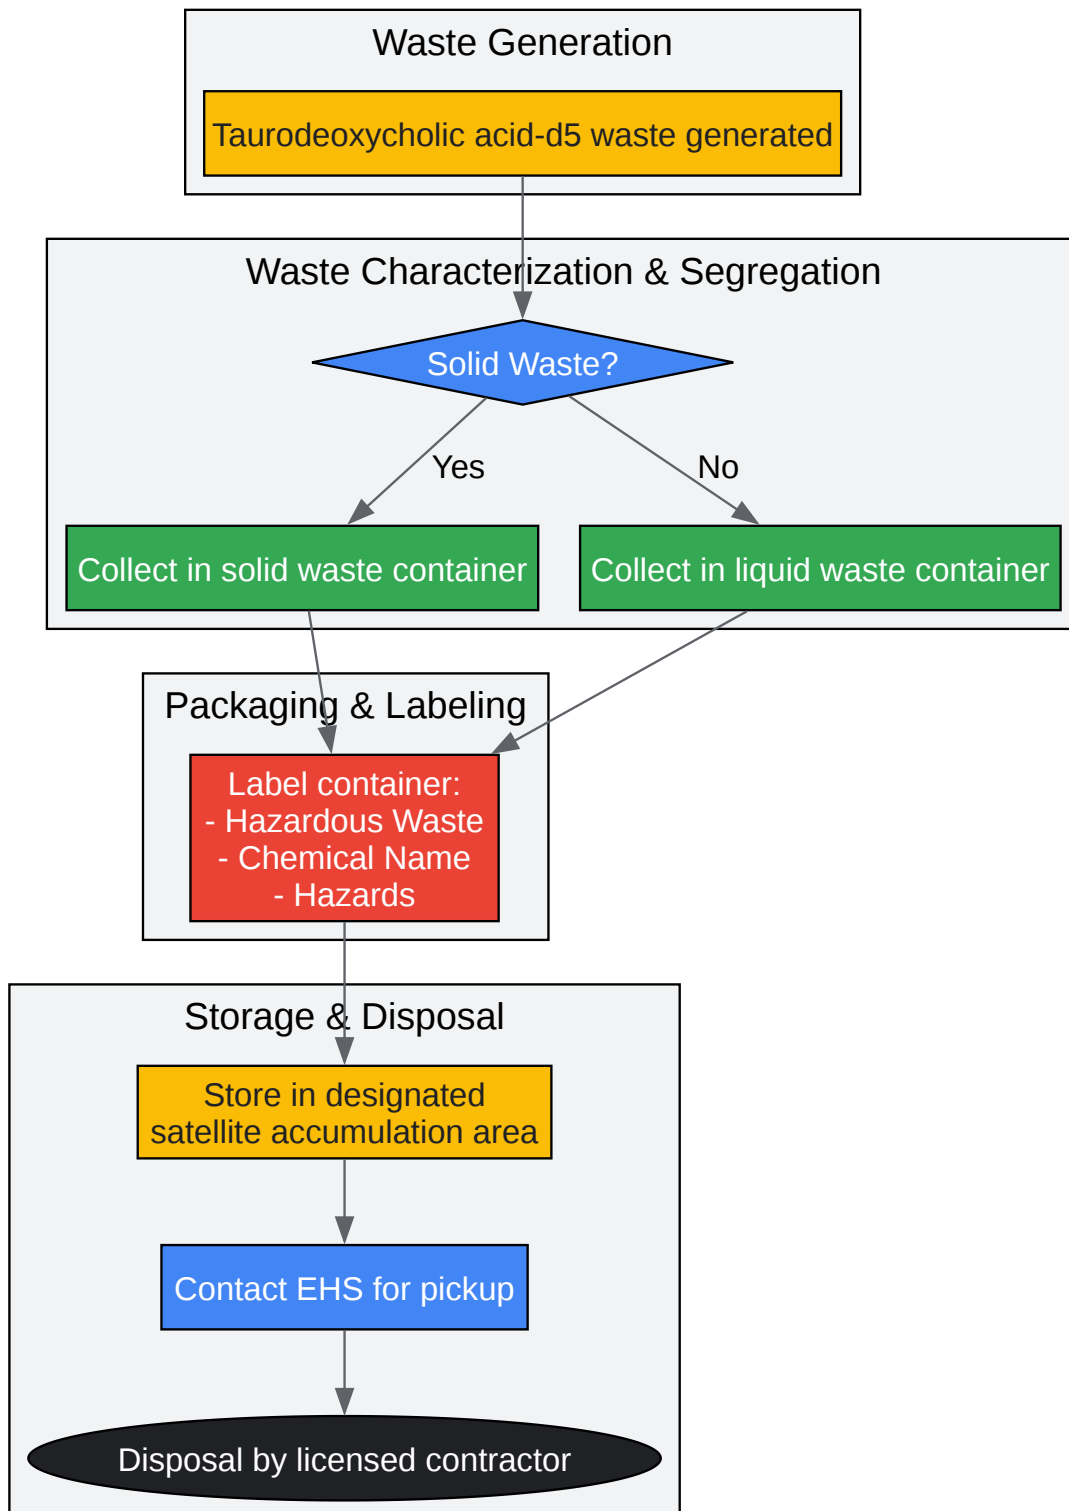 Waste Generation
Taurodeoxycholic acid-d5 waste generated
Waste Characterization & Segregation
Solid Waste?
Yes
No
Collect in solid waste container
Collect in liquid waste container
Packaging & Labeling
Label container:
- Hazardous Waste
- Chemical Name
- Hazards
Storage & Disposal
Store in designated
satellite accumulation area
Contact EHS for pickup
Disposal by licensed contractor